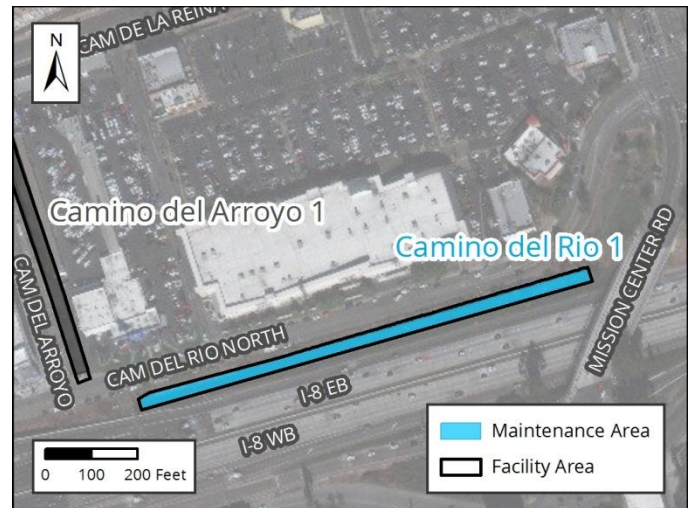 CAM DE LA REINA
N
Camino del Arroyo 1
Camino del Rio 1
CAM DEL ARROYO
CAM DEL RIO NORTH
MISSION CENTER RD
I-8 EB
I-8 WB
0 100 200 Feet
Maintenance Area
Facility Area